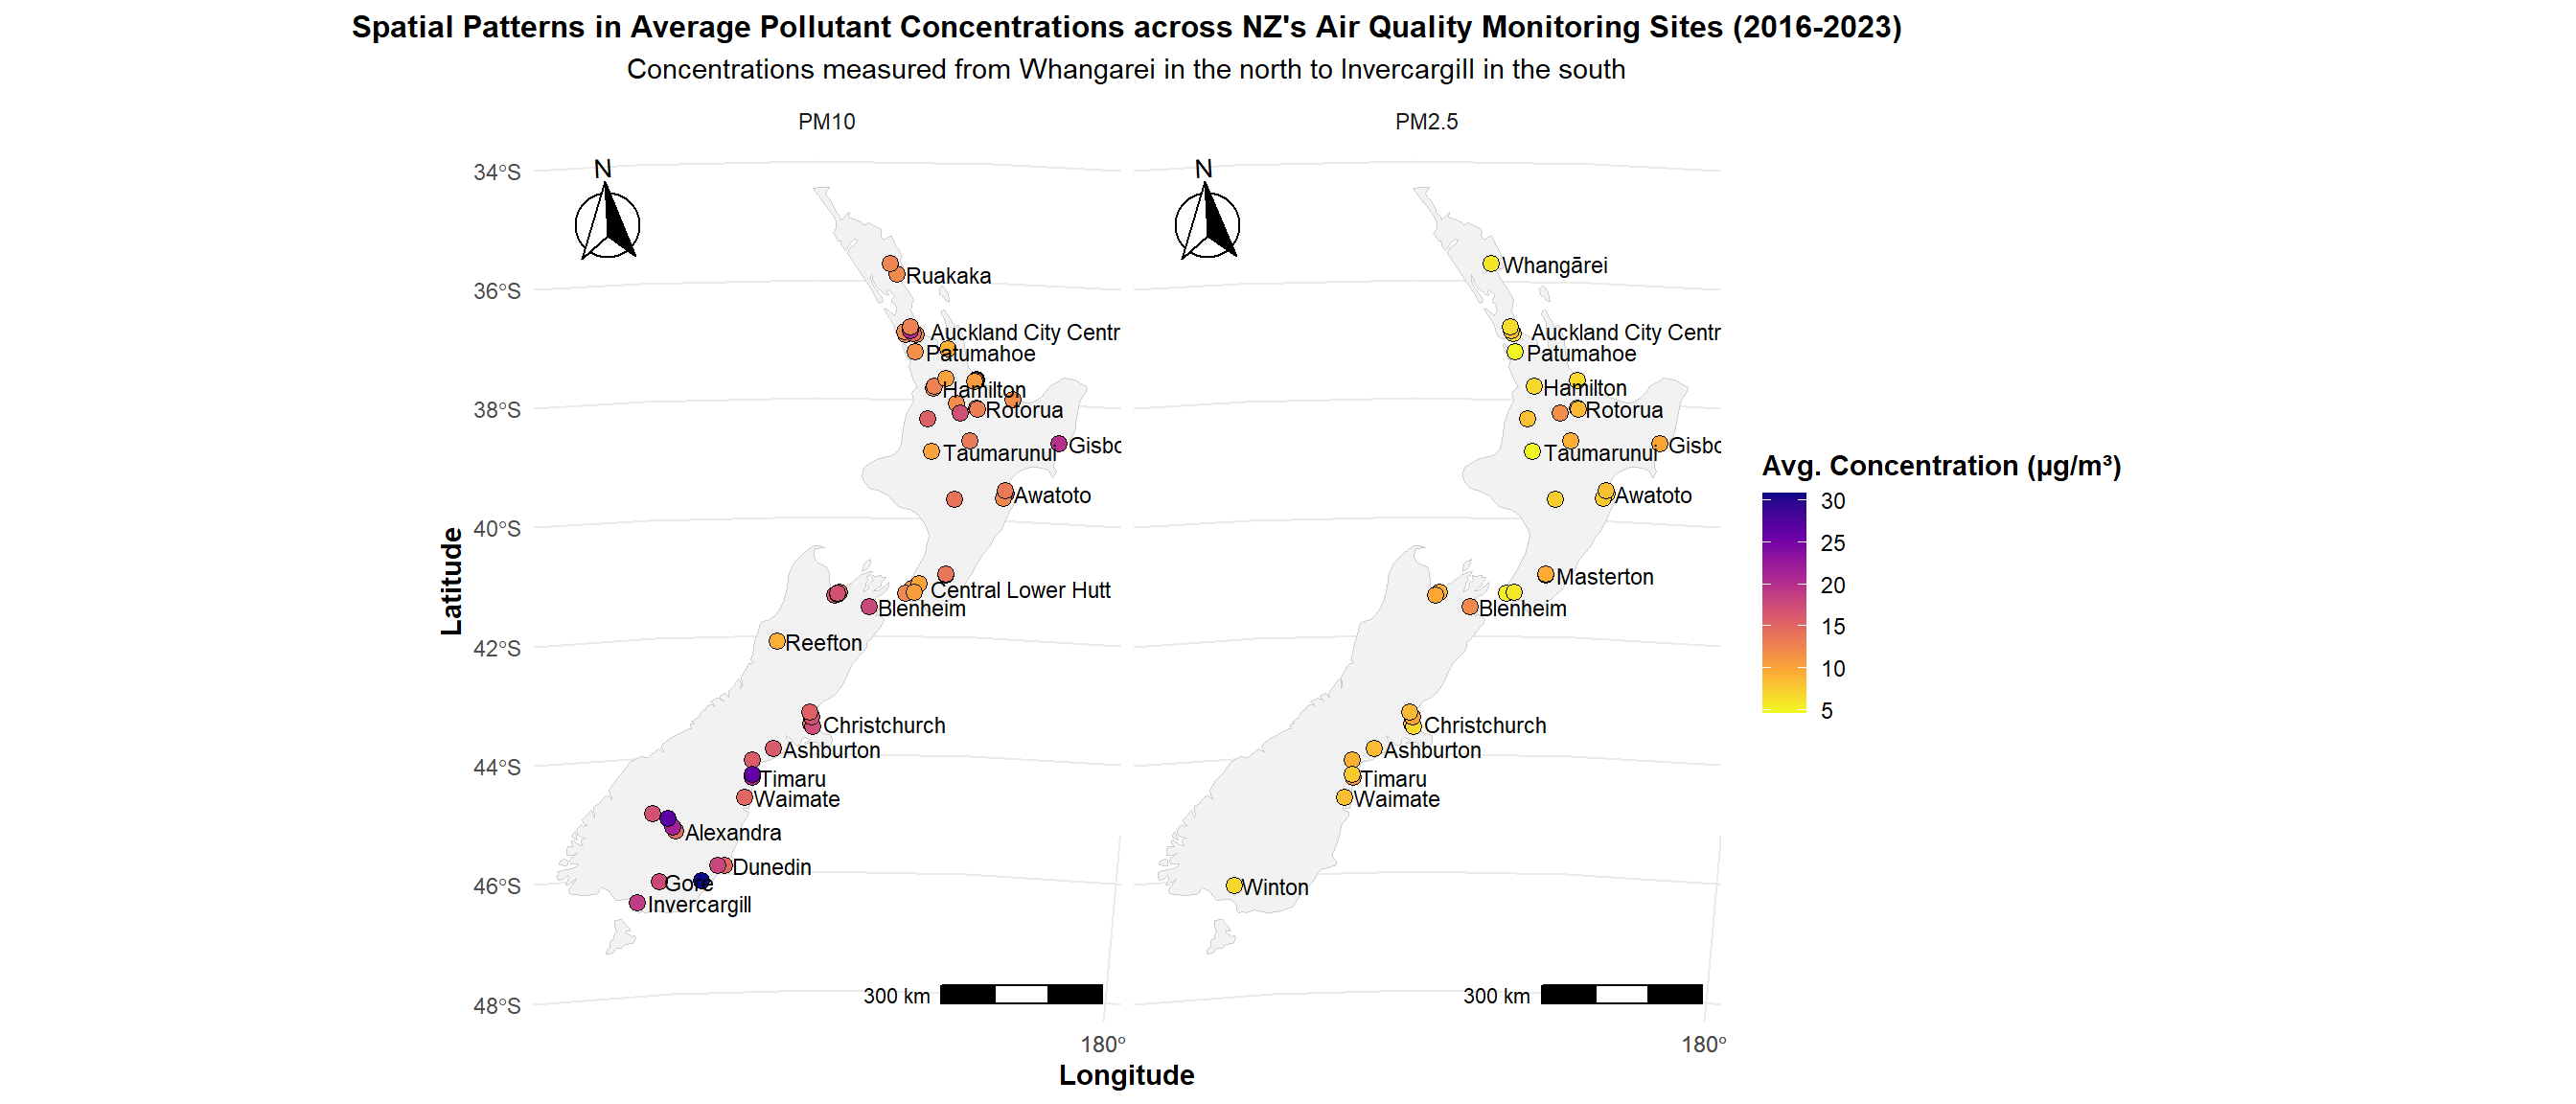 Spatial Patterns in Average Pollutant Concentrations across NZ's Air Quality Monitoring Sites (2016-2023)
Concentrations measured from Whangarei in the north to Invercargill in the south
PM10
PM2.5
N
N
34°S
36°S
38°S
40°S
42°S
44°S
46°S
48°S
Latitude
Ruakaka
Auckland City Centr
Patumahoe
Hamilton
Rotorua
Gisbo
Taumarunui
Awatoto
Central Lower Hutt
Blenheim
Reefton
Christchurch
Ashburton
Timaru
Waimate
Alexandra
Dunedin
Gore
Invercargill
300 km
180°
Whangārei
Auckland City Centr
Patumahoe
Hamilton
Rotorua
Gisbo
Taumarunui
Awatoto
Masterton
Blenheim
Christchurch
Ashburton
Timaru
Waimate
Winton
300 km
180°
Longitude
Avg. Concentration (µg/m³)
30
25
20
15
10
5